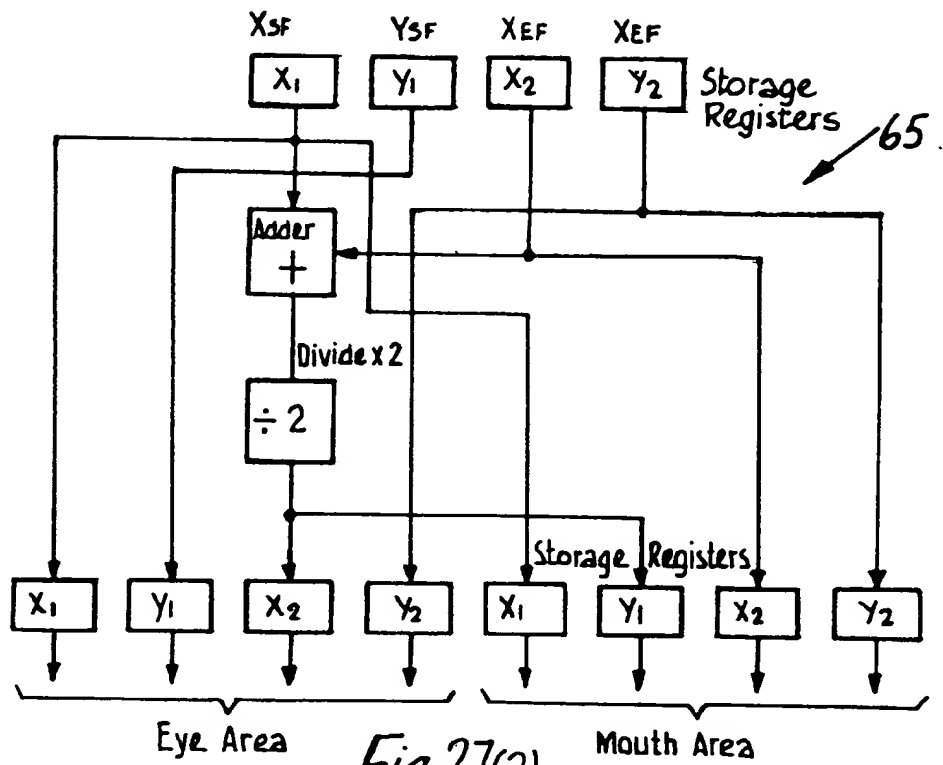 XSF YSF XEF XEF
X1 Y1 X2 Y2 Storage
Registers
65
Adder
+
Divide x 2
÷ 2
Storage Registers
X1 Y1 X2 Y2 X1 Y1 X2 Y2
Eye Area Mouth Area
Fig.27(2)